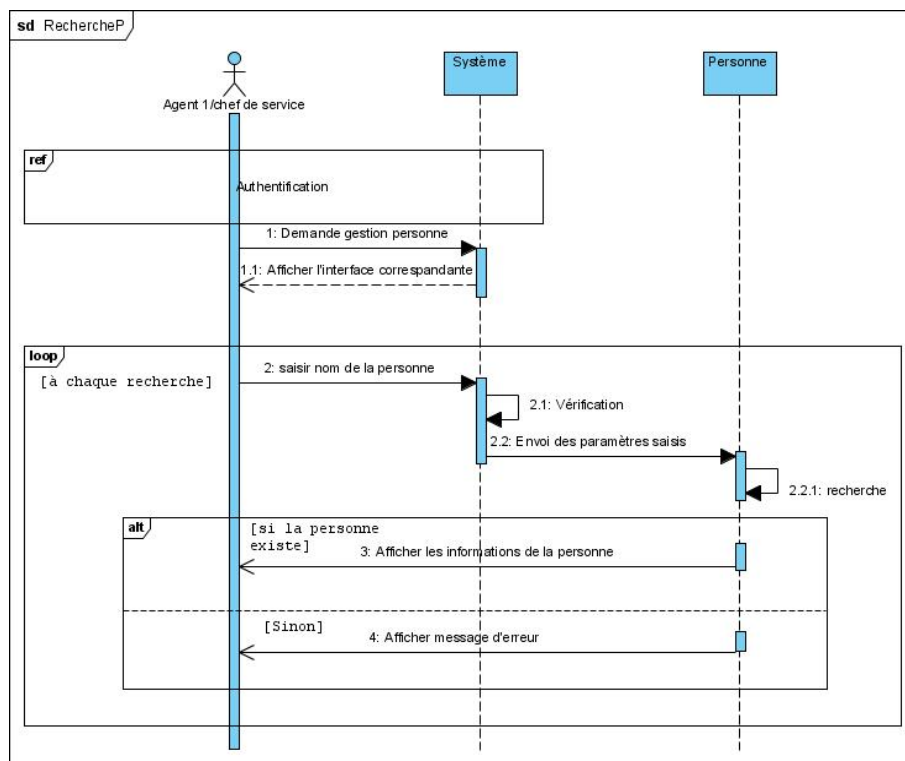 sd RechercheP
Système
Personne
Agent 1/chef de service
ref
Authentification
1: Demande gestion personne
1.1: Afficher l'interface correspandante
loop
[à chaque recherche]
2: saisir nom de la personne
2.1: Vérification
2.2: Envoi des paramètres saisis
2.2.1: recherche
alt
[si la personne
existe]
3: Afficher les informations de la personne
[Sinon]
4: Afficher message d'erreur